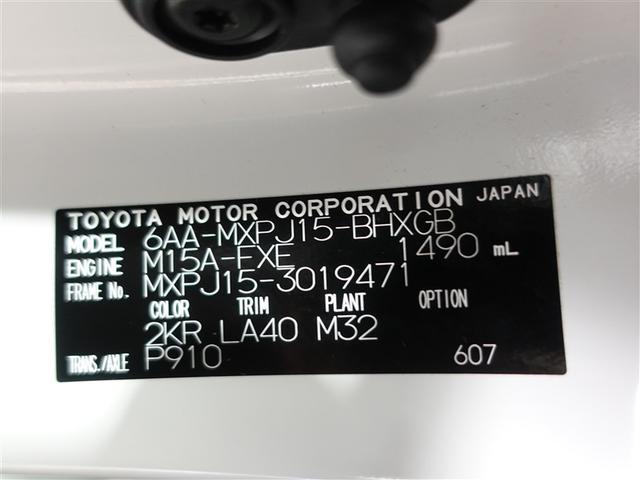 TOYOTA MOTOR CORPORATION JAPAN
MODEL 6AA-MXPJ15-BHXGB
ENGINE M15A-FXE 1490 mL
FRAME No. MXPJ15-3019471
COLOR TRIM PLANT OPTION
2KR LA40 M32
TRANS./AXLE P910 607